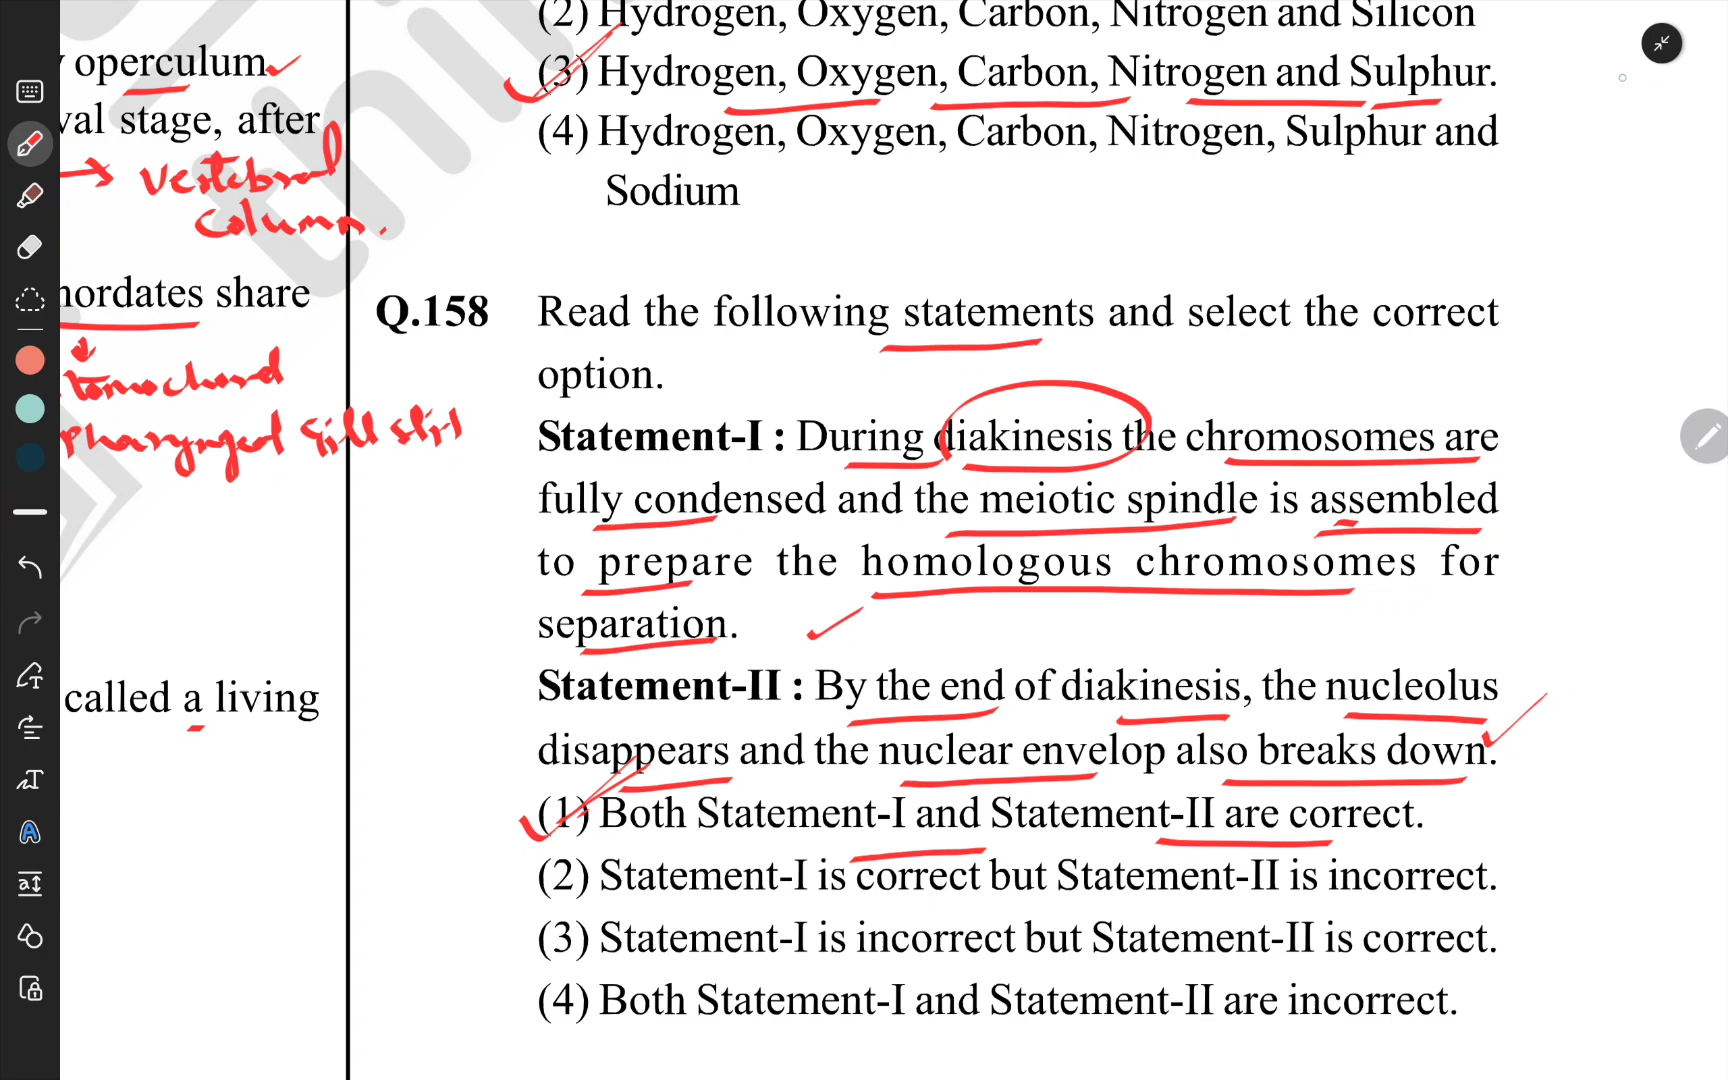 operculum
val stage, after
→ vertebral
column.
hordates share
pharyngeal gill slit
called a living
(2) Hydrogen, Oxygen, Carbon, Nitrogen and Silicon
(3) Hydrogen, Oxygen, Carbon, Nitrogen and Sulphur.
(4) Hydrogen, Oxygen, Carbon, Nitrogen, Sulphur and
Sodium
Q.158 Read the following statements and select the correct
option.
Statement-I : During diakinesis the chromosomes are
fully condensed and the meiotic spindle is assembled
to prepare the homologous chromosomes for
separation.
Statement-II : By the end of diakinesis, the nucleolus
disappears and the nuclear envelop also breaks down.
(1) Both Statement-I and Statement-II are correct.
(2) Statement-I is correct but Statement-II is incorrect.
(3) Statement-I is incorrect but Statement-II is correct.
(4) Both Statement-I and Statement-II are incorrect.